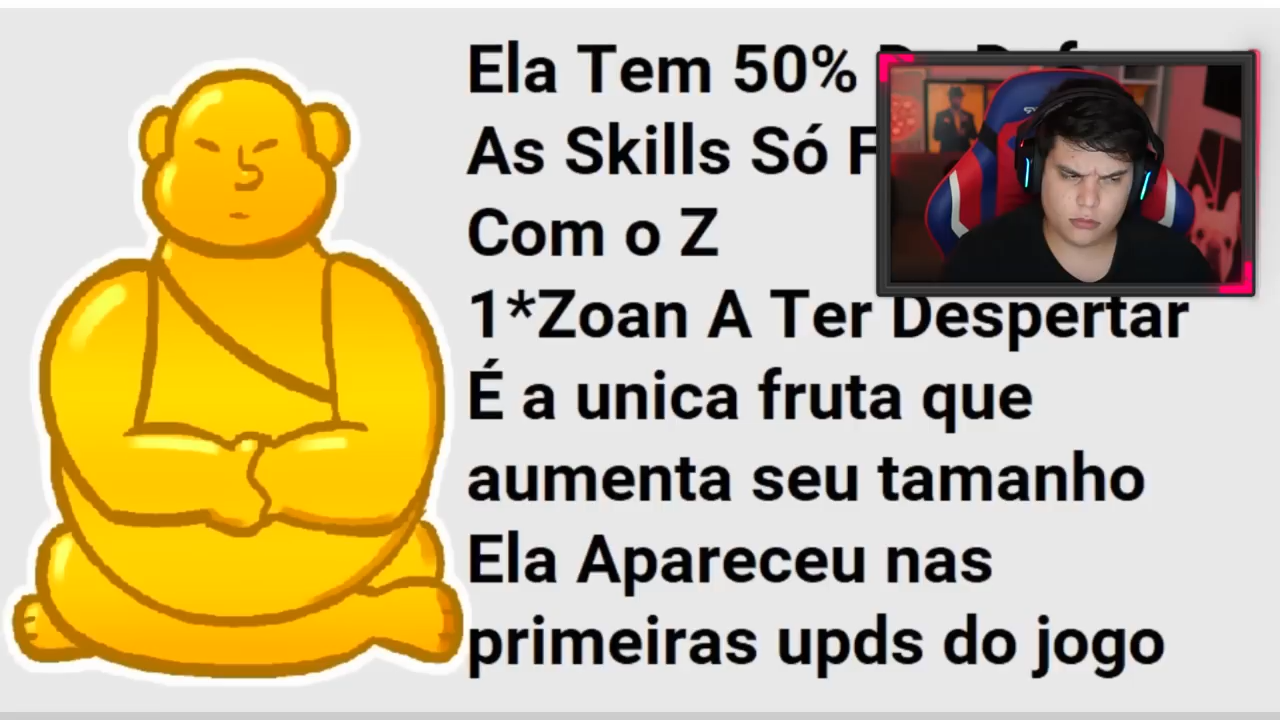 Ela Tem 50%
As Skills Só
Com o Z
1*Zoan A Ter Despertar
É a unica fruta que
aumenta seu tamanho
Ela Apareceu nas
primeiras upds do jogo